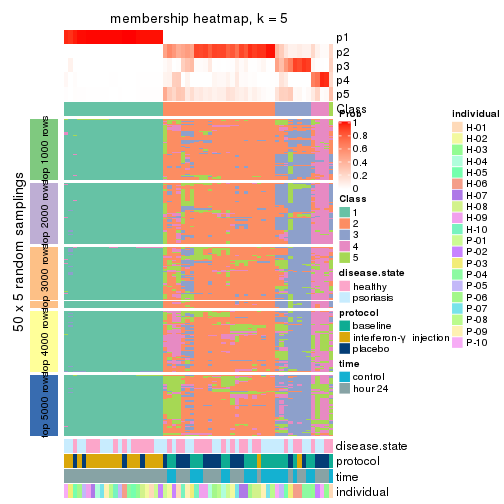 membership heatmap, k = 5
p1
p2
p3
p4
p5
Class
50 x 5 random samplings
top 1000 rows
top 2000 rows
top 3000 rows
top 4000 rows
top 5000 rows
disease.state
protocol
time
individual
Prob
1
0.8
0.6
0.4
0.2
0
Class
1
2
3
4
5
disease.state
healthy
psoriasis
protocol
baseline
interferon-γ injection
placebo
time
control
hour 24
individual
H-01
H-02
H-03
H-04
H-05
H-06
H-07
H-08
H-09
H-10
P-01
P-02
P-03
P-04
P-05
P-06
P-07
P-08
P-09
P-10